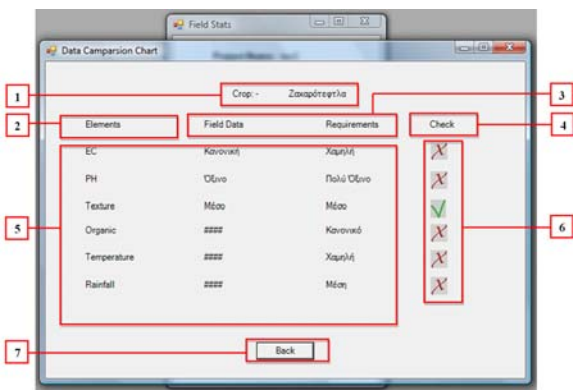 Field Stats
Data Camparsion Chart
1
Crop: - Ζαχαρότεφτλα
3
2
Elements Field Data Requirements Check
4
EC Κανονική Χαμηλή
PH Όξινο Πολύ Όξινο
Texture Μέσο Μέσο
5
Organic #### Κανονικό
6
Temperature #### Χαμηλή
Rainfall #### Μέση
7
Back